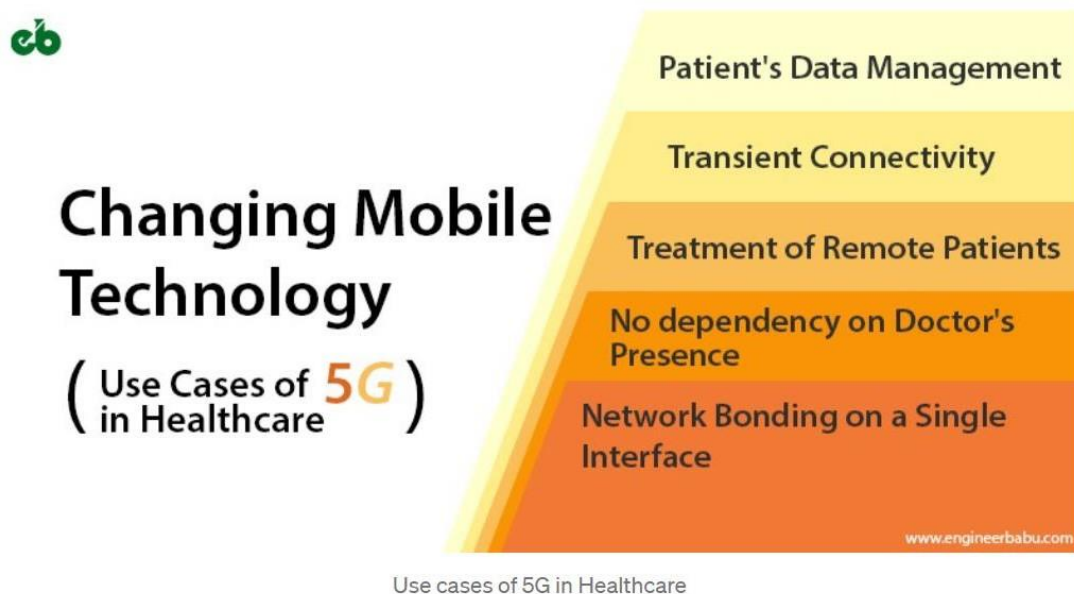 eb
Changing Mobile
Technology
( Use Cases of 5G
in Healthcare )
Patient's Data Management
Transient Connectivity
Treatment of Remote Patients
No dependency on Doctor's
Presence
Network Bonding on a Single
Interface
www.engineerbabu.com
Use cases of 5G in Healthcare